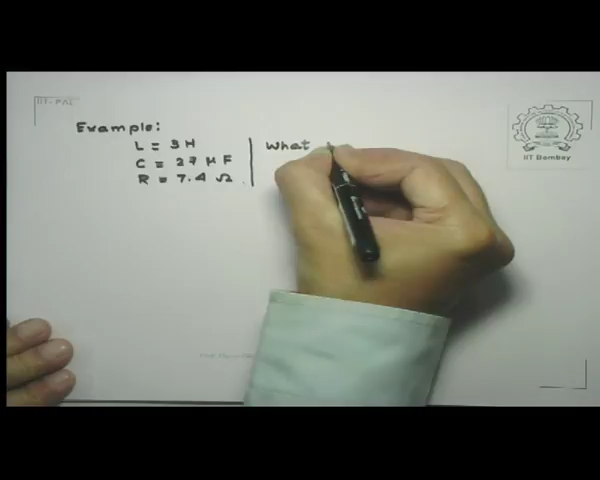 Example:
L = 3 H
C = 27 µF
R = 7.4 Ω
What
IIT Bombay